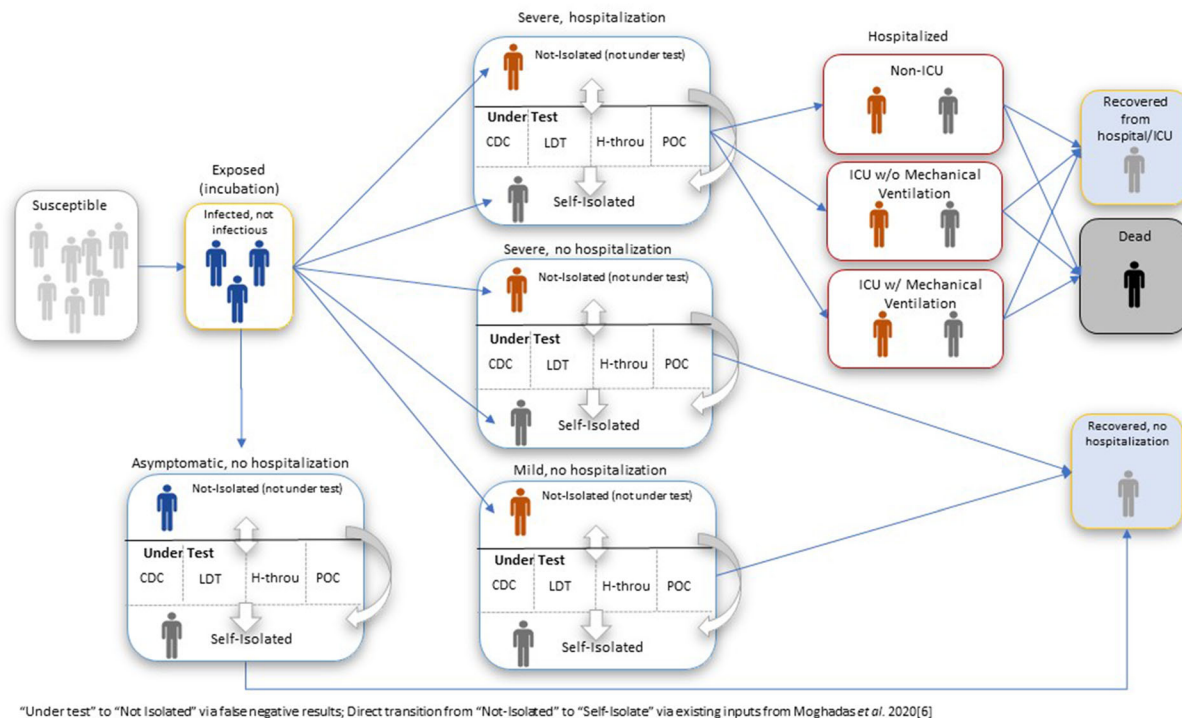 Susceptible
Exposed
(incubation)
Infected, not
infectious
Severe, hospitalization
Not-Isolated (not under test)
Under Test
CDC LDT H-throu POC
Self-Isolated
Severe, no hospitalization
Not-Isolated (not under test)
Under Test
CDC LDT H-throu POC
Self-Isolated
Mild, no hospitalization
Not-Isolated (not under test)
Under Test
CDC LDT H-throu POC
Self-Isolated
Asymptomatic, no hospitalization
Not-Isolated (not under test)
Under Test
CDC LDT H-throu POC
Self-Isolated
Hospitalized
Non-ICU
ICU w/o Mechanical
Ventilation
ICU w/ Mechanical
Ventilation
Recovered
from
hospital/ICU
Dead
Recovered, no
hospitalization
"Under test" to "Not Isolated" via false negative results; Direct transition from "Not-Isolated" to "Self-Isolate" via existing inputs from Moghadas et al. 2020[6]